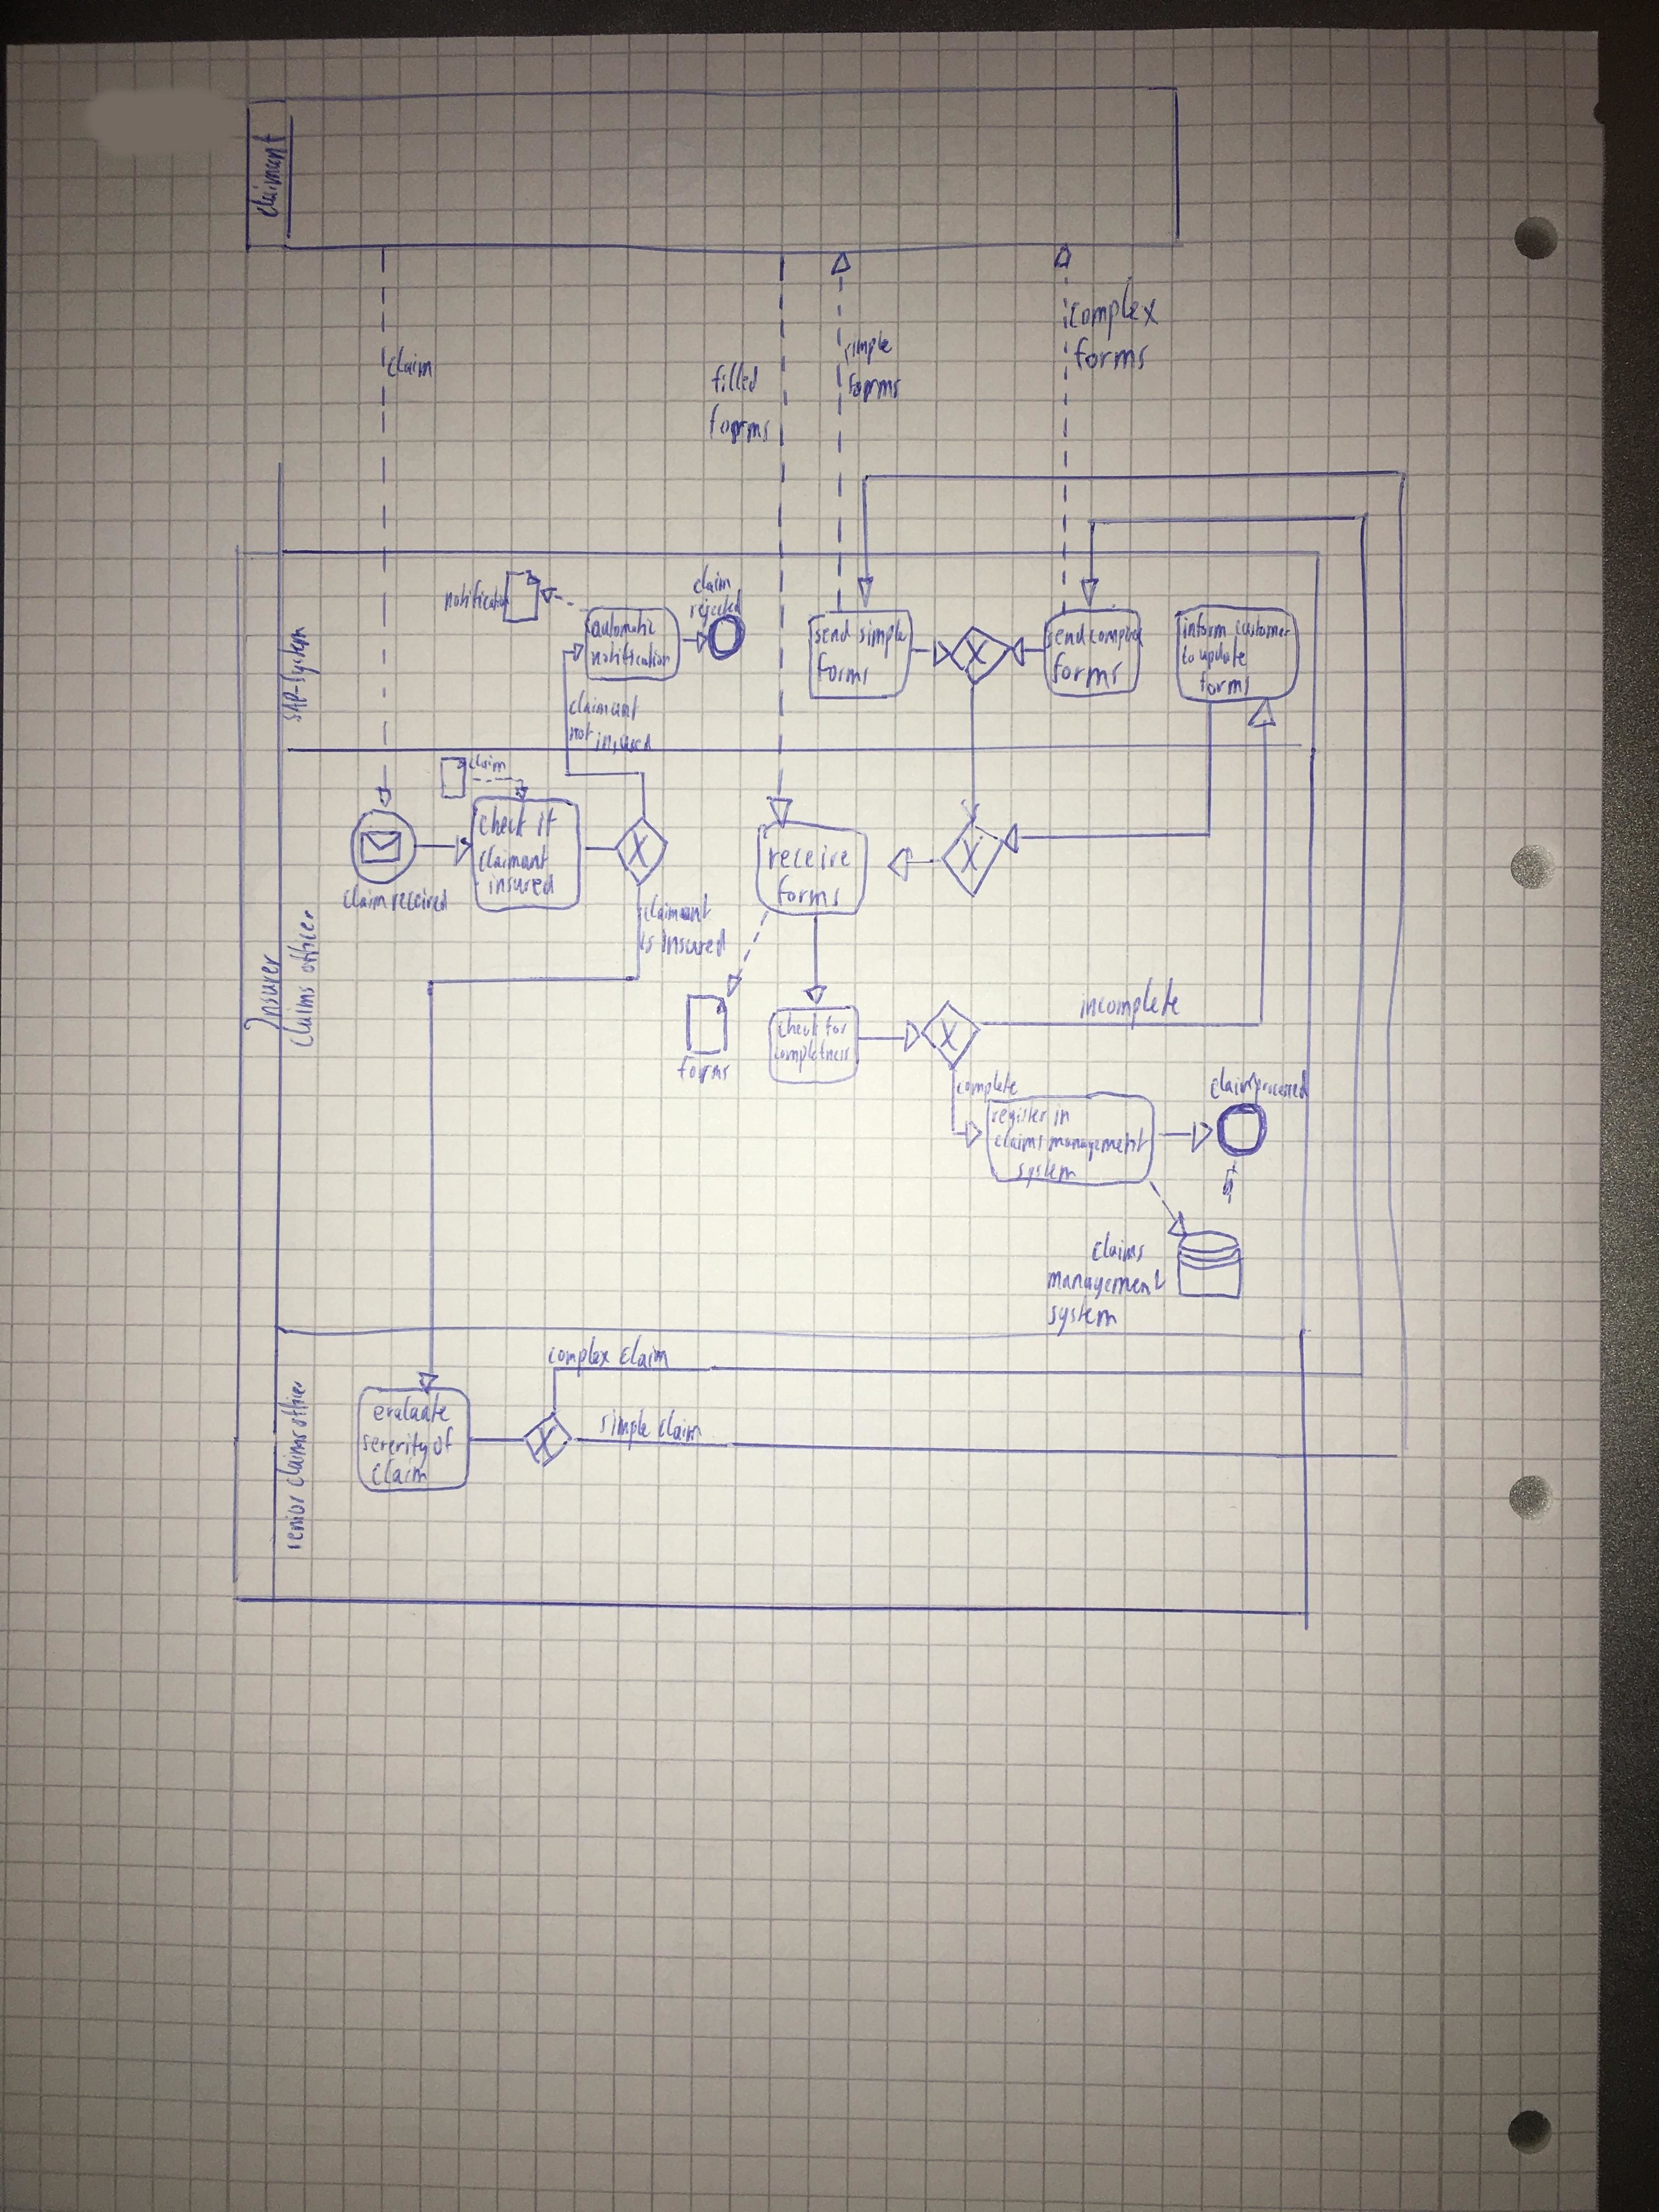 claimant
claim
filled
forms
simple
forms
complex
forms
Insurer
SAP-System
notification
automatic
notification
claim
rejected
send simple
forms
X
send complex
forms
inform customer
to update
forms
claimant
not insured
Claims officer
claim
claim received
check if
claimant
insured
X
claimant
is insured
receive
forms
X
forms
check for
completness
X
incomplete
complete
register in
claims management
system
claim processed
Claims
management
system
senior claims officer
evaluate
severity of
claim
X
complex claim
simple claim